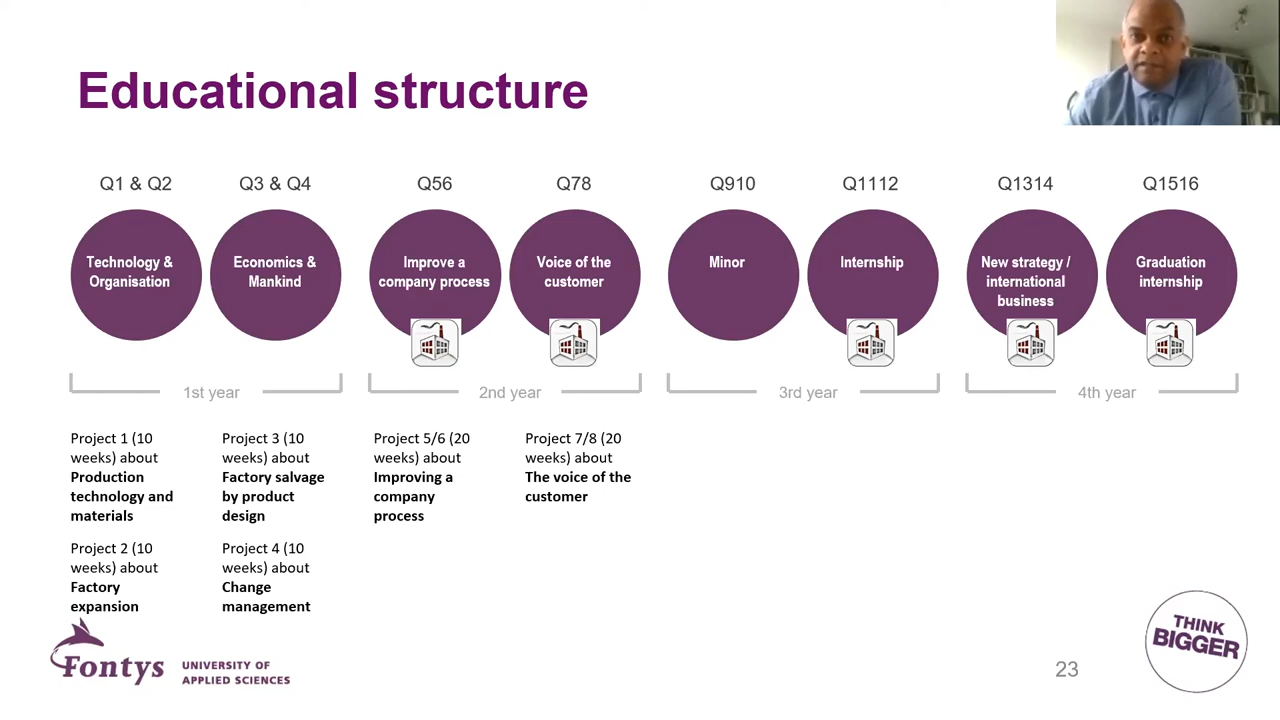 Educational structure
Q1 & Q2
Q3 & Q4
Q56
Q78
Q910
Q1112
Q1314
Q1516
Technology &
Organisation
Economics &
Mankind
Improve a
company process
Voice of the
customer
Minor
Internship
New strategy /
international
business
Graduation
internship
1st year
2nd year
3rd year
4th year
Project 1 (10
weeks) about
Production
technology and
materials
Project 2 (10
weeks) about
Factory
expansion
Project 3 (10
weeks) about
Factory salvage
by product
design
Project 4 (10
weeks) about
Change
management
Project 5/6 (20
weeks) about
Improving a
company
process
Project 7/8 (20
weeks) about
The voice of the
customer
Fontys
UNIVERSITY OF
APPLIED SCIENCES
23
THINK
BIGGER